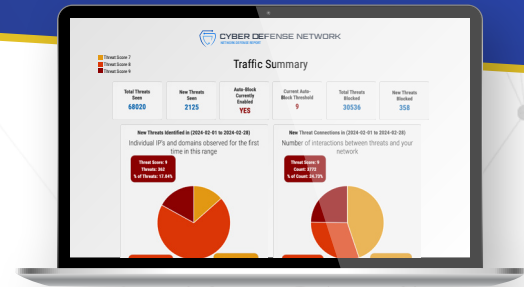 CYBER DEFENSE NETWORK
Threat Score 7
Threat Score 8
Threat Score 9
Traffic Summary
Total Threats Seen
68020
New Threats Seen
2125
Auto-Block Currently Enabled
YES
Current Auto-Block Threshold
9
Total Threats Blocked
30536
New Threats Blocked
358
New Threats Identified in (2024-02-01 to 2024-02-28)
Individual IP's and domains observed for the first
time in this range
Threat Score: 9
Threats: 362
% of Threats: 17.04%
New Threat Connections in (2024-02-01 to 2024-02-28)
Number of interactions between threats and your
network
Threat Score: 9
Count: 2772
% of Count: 24.73%